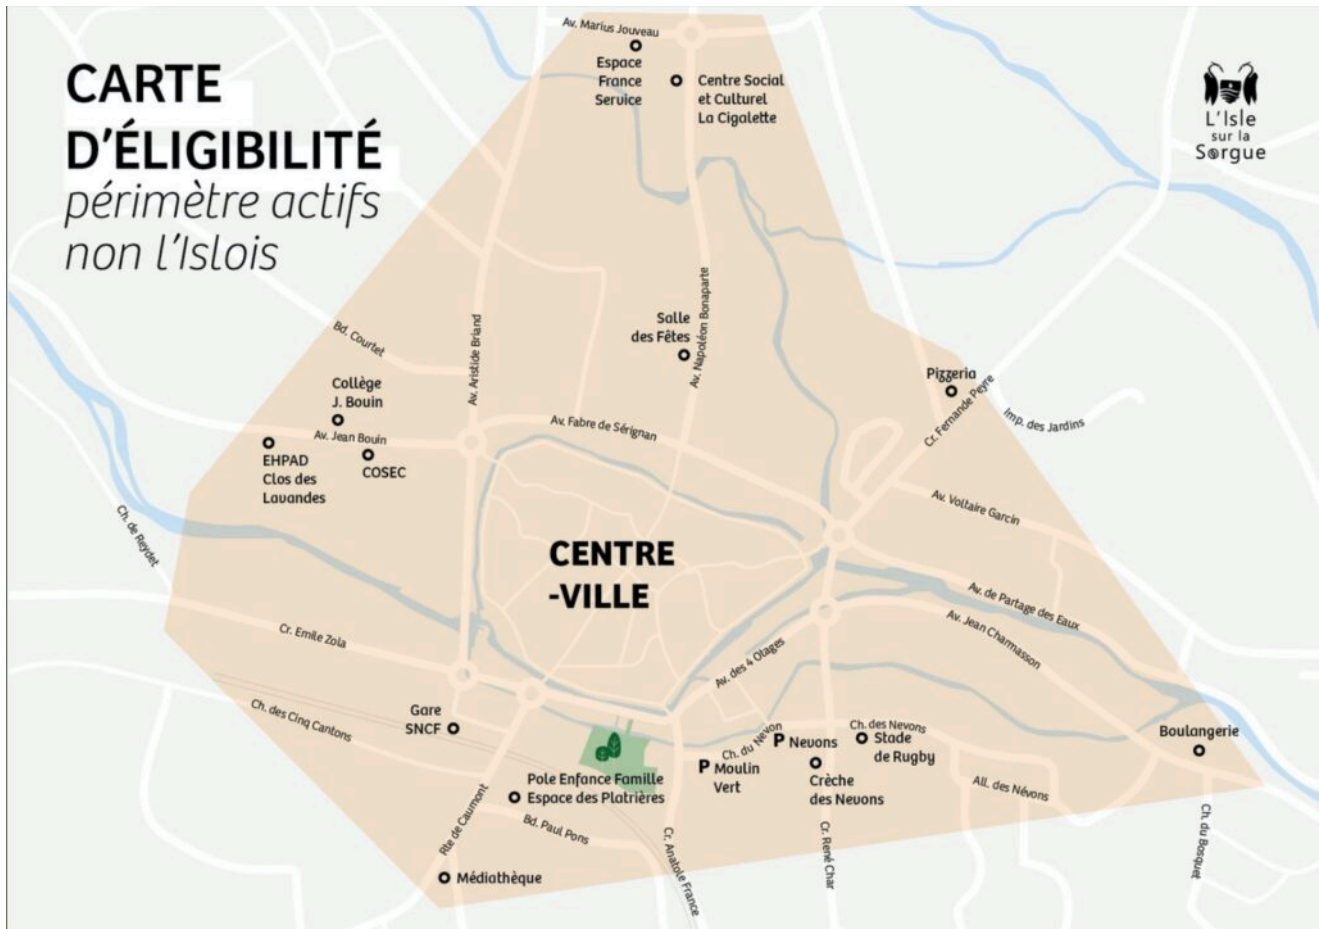 CARTE
D'ÉLIGIBILITÉ
périmètre actifs
non l'Islois
L'Isle
sur la
Sorgue
Av. Marius Jouveau
Espace
France
Service
Centre Social
et Culturel
La Cigalette
Av. Aristide Briand
Av. Napoléon Bonaparte
Salle
des Fêtes
Bd. Courtet
Collège
J. Bouin
Av. Jean Bouin
EHPAD
Clos des
Lavandes
COSEC
Av. Fabre de Sérignan
Pizzeria
Cr. Fernande Peyre
Imp. des Jardins
Av. Voltaire Garcin
Ch. de Reydet
CENTRE
-VILLE
Av. de Partage des Eaux
Av. Jean Charmasson
Cr. Emile Zola
Av. des 4 Otages
Ch. des Cinq Cantons
Gare
SNCF
Ch. du Nevon
P Nevons
Ch. des Nevons
Stade
de Rugby
Boulangerie
P Moulin
Vert
Crèche
des Nevons
All. des Névons
Pole Enfance Famille
Espace des Platrières
Rte de Caumont
Bd. Paul Pons
Cr. Anatole France
Cr. René Char
Ch. du Bosquet
Médiathèque